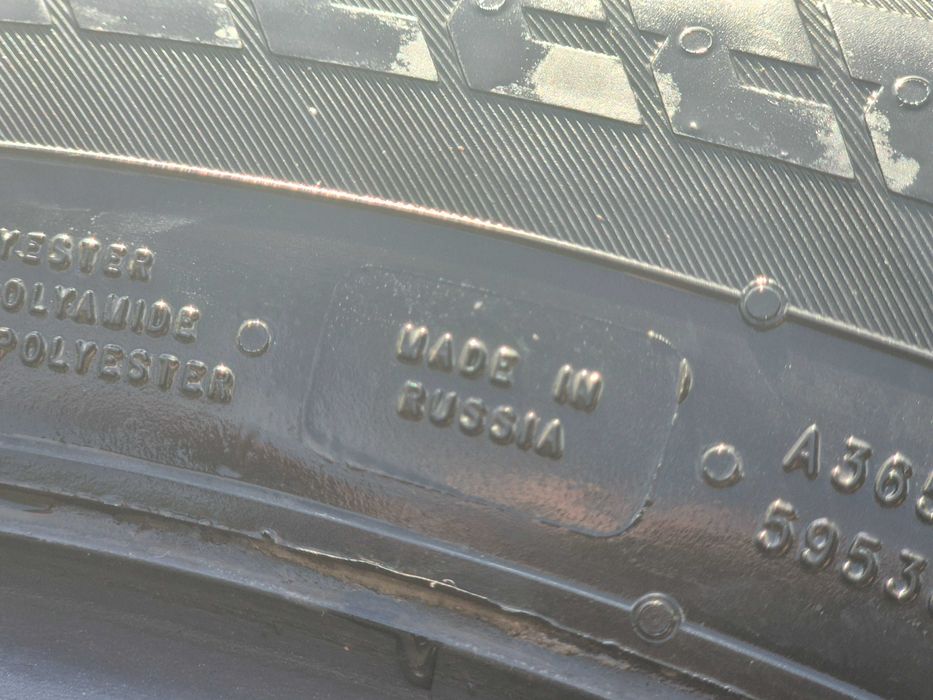 YESTER
OLYAMIDE
POLYESTER
MADE IN
RUSSIA
A365
5953